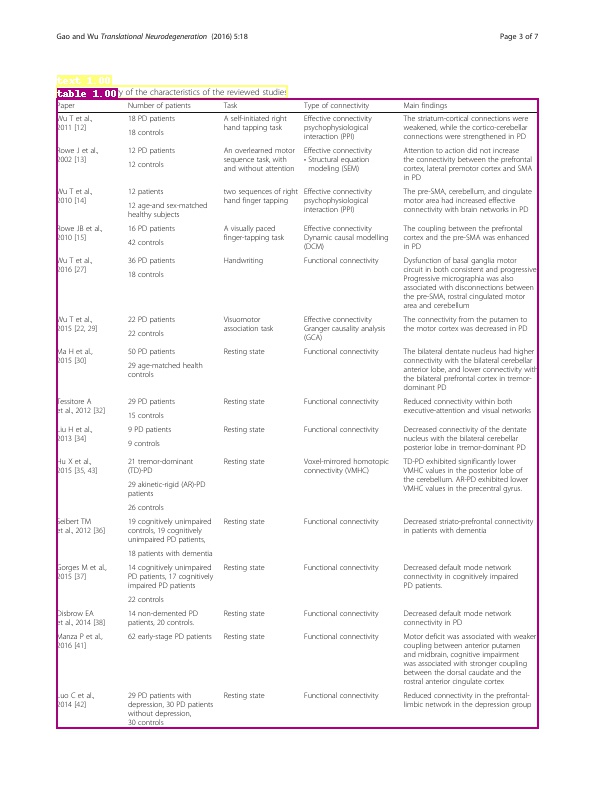 Gao and Wu Translational Neurodegeneration (2016) 5:18
Page 3 of 7
text 1.00
table 1.00
y of the characteristics of the reviewed studies
Paper Number of patients Task Type of connectivity Main findings
Wu T et al., 2011 [12]
18 PD patients
18 controls
A self-initiated right hand tapping task
Effective connectivity psychophysiological interaction (PPI)
The striatum-cortical connections were weakened, while the cortico-cerebellar connections were strengthened in PD
Rowe J et al., 2002 [13]
12 PD patients
12 controls
An overlearned motor sequence task, with and without attention
Effective connectivity • Structural equation modeling (SEM)
Attention to action did not increase the connectivity between the prefrontal cortex, lateral premotor cortex and SMA in PD
Wu T et al., 2010 [14]
12 patients
12 age-and sex-matched healthy subjects
two sequences of right hand finger tapping
Effective connectivity psychophysiological interaction (PPI)
The pre-SMA, cerebellum, and cingulate motor area had increased effective connectivity with brain networks in PD
Rowe JB et al., 2010 [15]
16 PD patients
42 controls
A visually paced finger-tapping task
Effective connectivity Dynamic causal modelling (DCM)
The coupling between the prefrontal cortex and the pre-SMA was enhanced in PD
Wu T et al., 2016 [27]
36 PD patients
18 controls
Handwriting
Functional connectivity
Dysfunction of basal ganglia motor circuit in both consistent and progressive Progressive micrographia was also associated with disconnections between the pre-SMA, rostral cingulated motor area and cerebellum
Wu T et al., 2015 [22, 29]
22 PD patients
22 controls
Visuomotor association task
Effective connectivity Granger causality analysis (GCA)
The connectivity from the putamen to the motor cortex was decreased in PD
Ma H et al., 2015 [30]
50 PD patients
29 age-matched health controls
Resting state
Functional connectivity
The bilateral dentate nucleus had higher connectivity with the bilateral cerebellar anterior lobe, and lower connectivity with the bilateral prefrontal cortex in tremor-dominant PD
Tessitore A et al., 2012 [32]
29 PD patients
15 controls
Resting state
Functional connectivity
Reduced connectivity within both executive-attention and visual networks
Liu H et al., 2013 [34]
9 PD patients
9 controls
Resting state
Functional connectivity
Decreased connectivity of the dentate nucleus with the bilateral cerebellar posterior lobe in tremor-dominant PD
Hu X et al., 2015 [35, 43]
21 tremor-dominant (TD)-PD
29 akinetic-rigid (AR)-PD patients
26 controls
Resting state
Voxel-mirrored homotopic connectivity (VMHC)
TD-PD exhibited significantly lower VMHC values in the posterior lobe of the cerebellum. AR-PD exhibited lower VMHC values in the precentral gyrus.
Seibert TM et al., 2012 [36]
19 cognitively unimpaired controls, 19 cognitively unimpaired PD patients,
18 patients with dementia
Resting state
Functional connectivity
Decreased striato-prefrontal connectivity in patients with dementia
Gorges M et al., 2015 [37]
14 cognitively unimpaired PD patients, 17 cognitively impaired PD patients
22 controls
Resting state
Functional connectivity
Decreased default mode network connectivity in cognitively impaired PD patients.
Disbrow EA et al., 2014 [38]
14 non-demented PD patients, 20 controls.
Resting state
Functional connectivity
Decreased default mode network connectivity in PD
Manza P et al., 2016 [41]
62 early-stage PD patients
Resting state
Functional connectivity
Motor deficit was associated with weaker coupling between anterior putamen and midbrain, cognitive impairment was associated with stronger coupling between the dorsal caudate and the rostral anterior cingulate cortex
Luo C et al., 2014 [42]
29 PD patients with depression, 30 PD patients without depression, 30 controls
Resting state
Functional connectivity
Reduced connectivity in the prefrontal-limbic network in the depression group